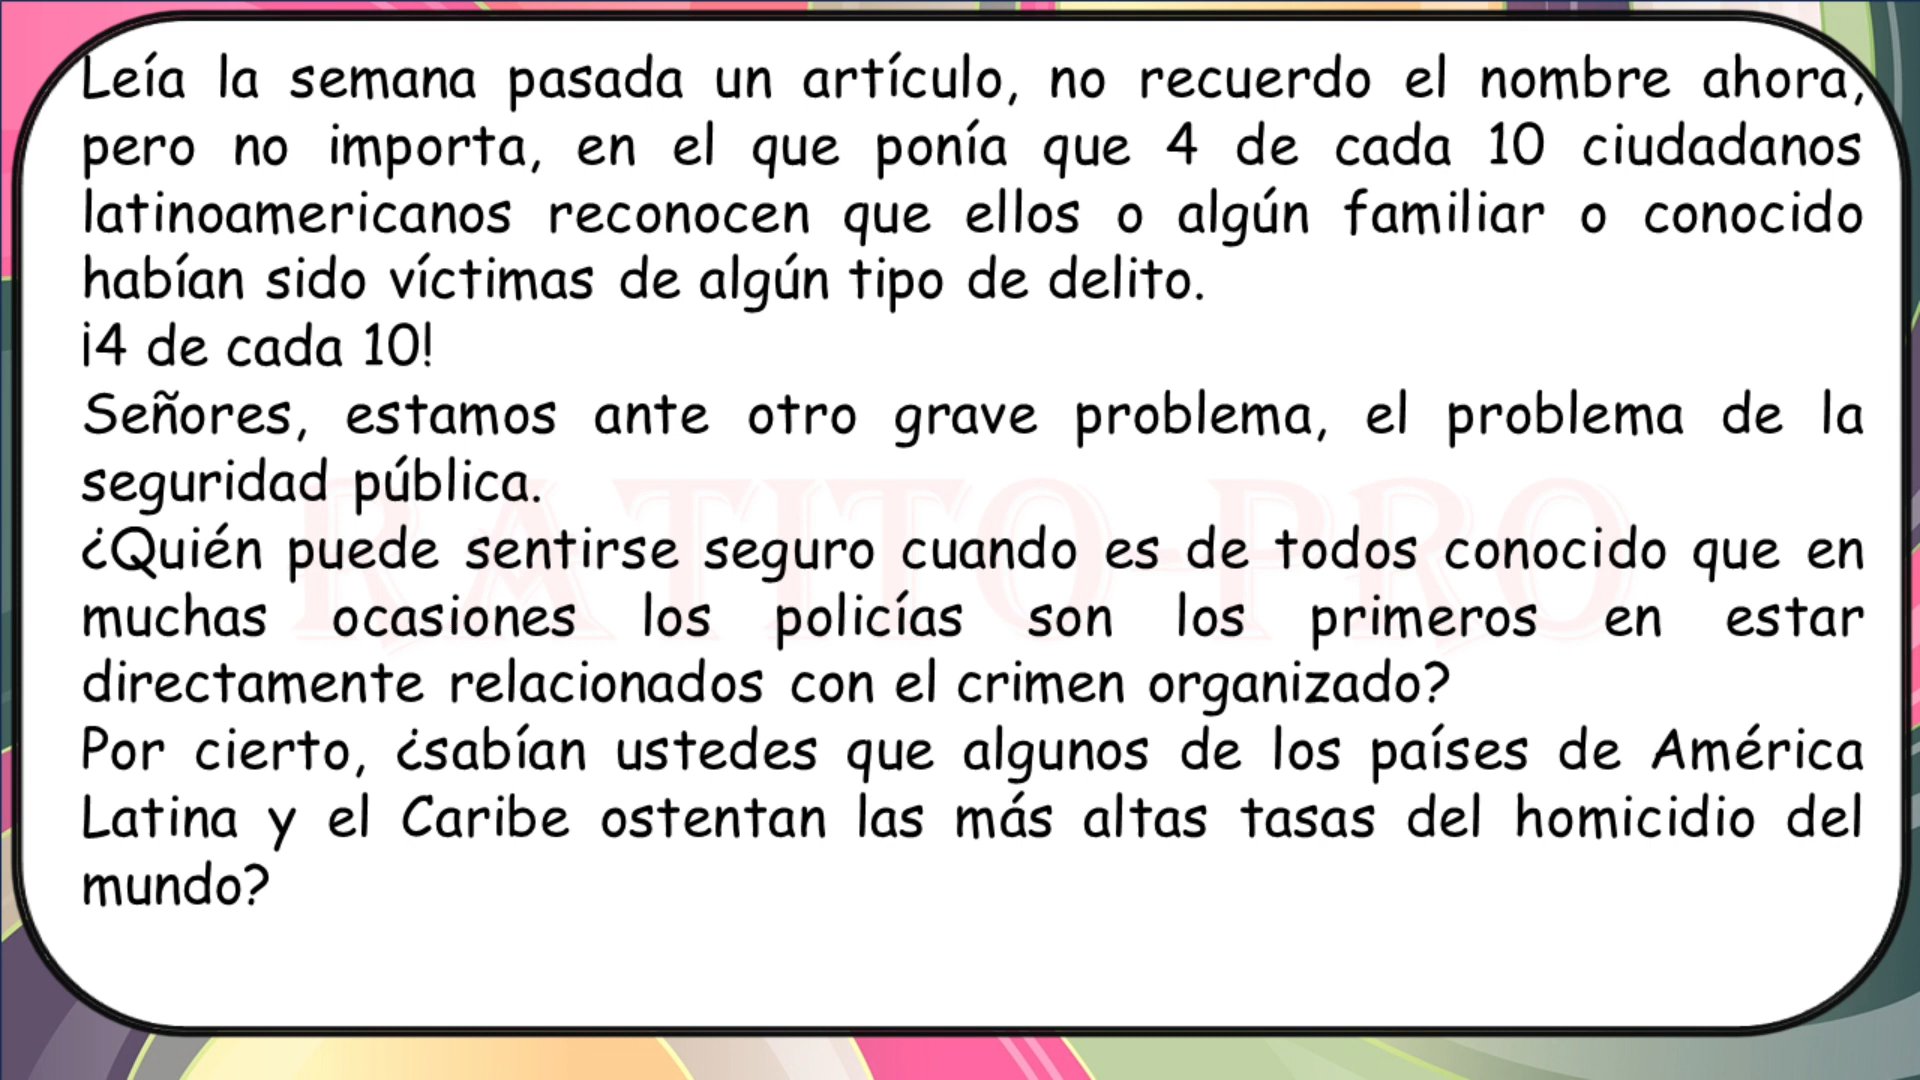 Leía la semana pasada un artículo, no recuerdo el nombre ahora,
pero no importa, en el que ponía que 4 de cada 10 ciudadanos
latinoamericanos reconocen que ellos o algún familiar o conocido
habían sido víctimas de algún tipo de delito.
¡4 de cada 10!
Señores, estamos ante otro grave problema, el problema de la
seguridad pública.
¿Quién puede sentirse seguro cuando es de todos conocido que en
muchas ocasiones los policías son los primeros en estar
directamente relacionados con el crimen organizado?
Por cierto, ¿sabían ustedes que algunos de los países de América
Latina y el Caribe ostentan las más altas tasas del homicidio del
mundo?
RATITO-PRO